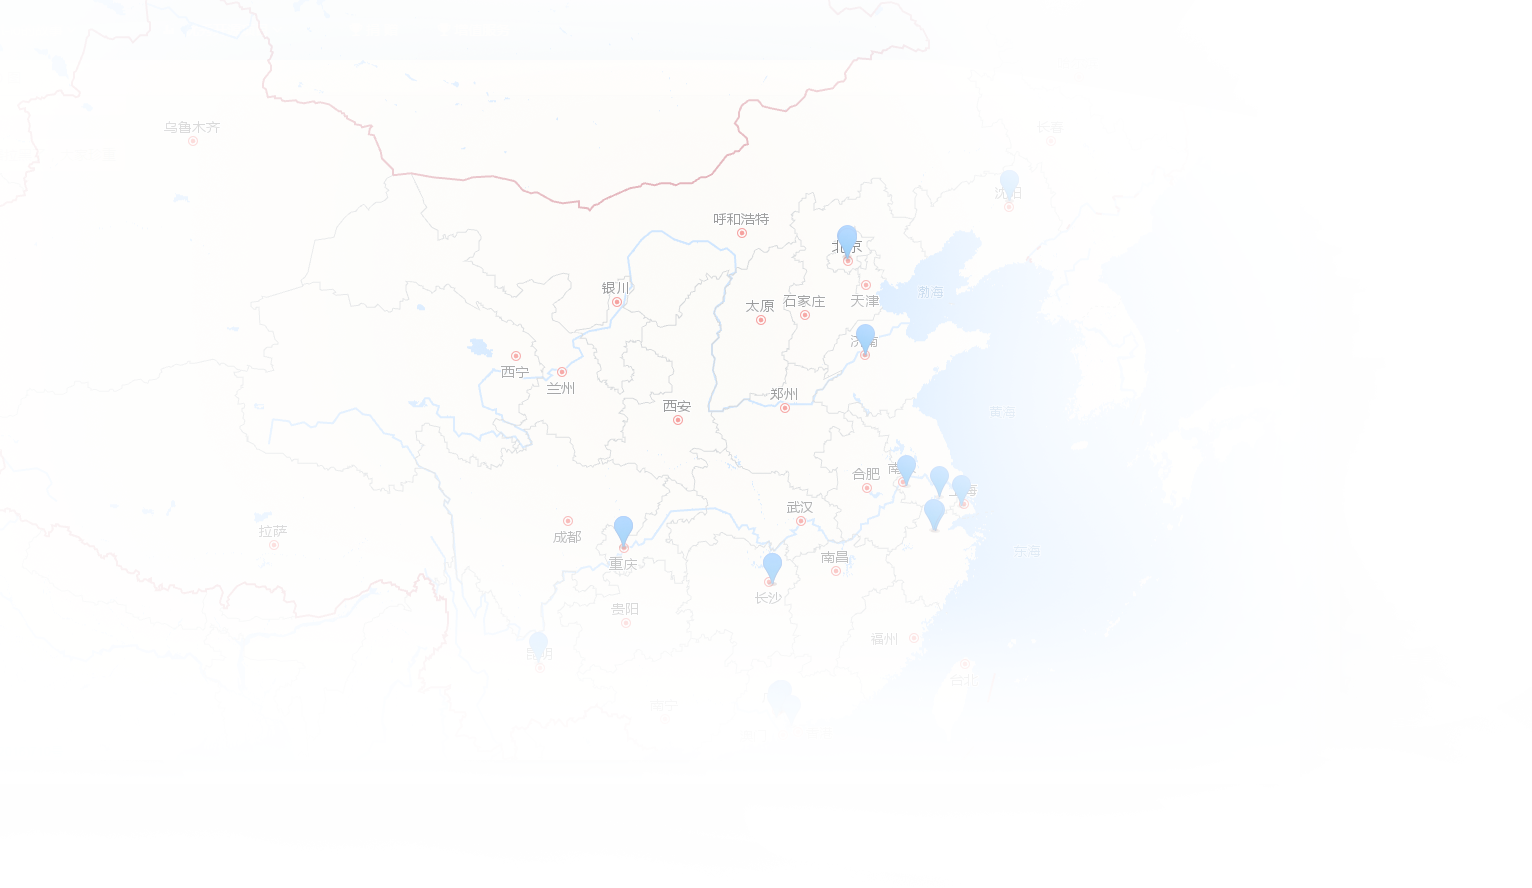 乌鲁木齐
长春
沈阳
呼和浩特
北京
银川
天津
渤海
太原
石家庄
济南
西宁
兰州
西安
郑州
黄海
合肥
南
上海
武汉
拉萨
成都
重庆
南昌
东海
长沙
贵阳
福州
昆明
台北
南宁